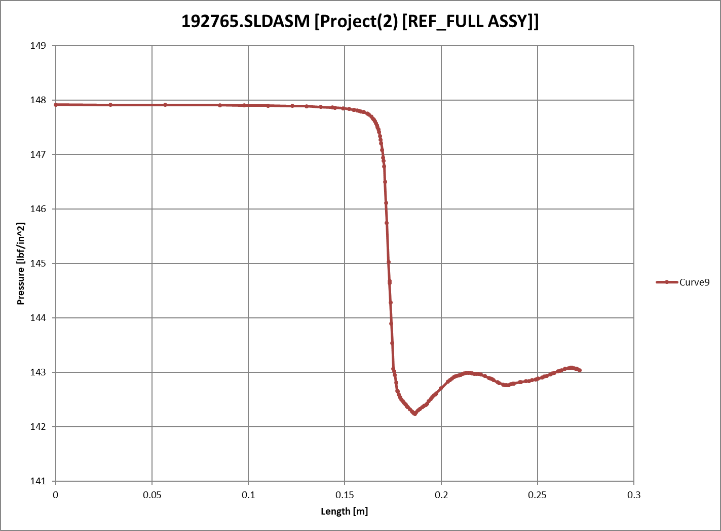 192765.SLDASM [Project(2) [REF_FULL ASSY]]
149
148
147
146
145
144
143
142
141
Pressure [lbf/in^2]
Curve9
0 0.05 0.1 0.15 0.2 0.25 0.3
Length [m]